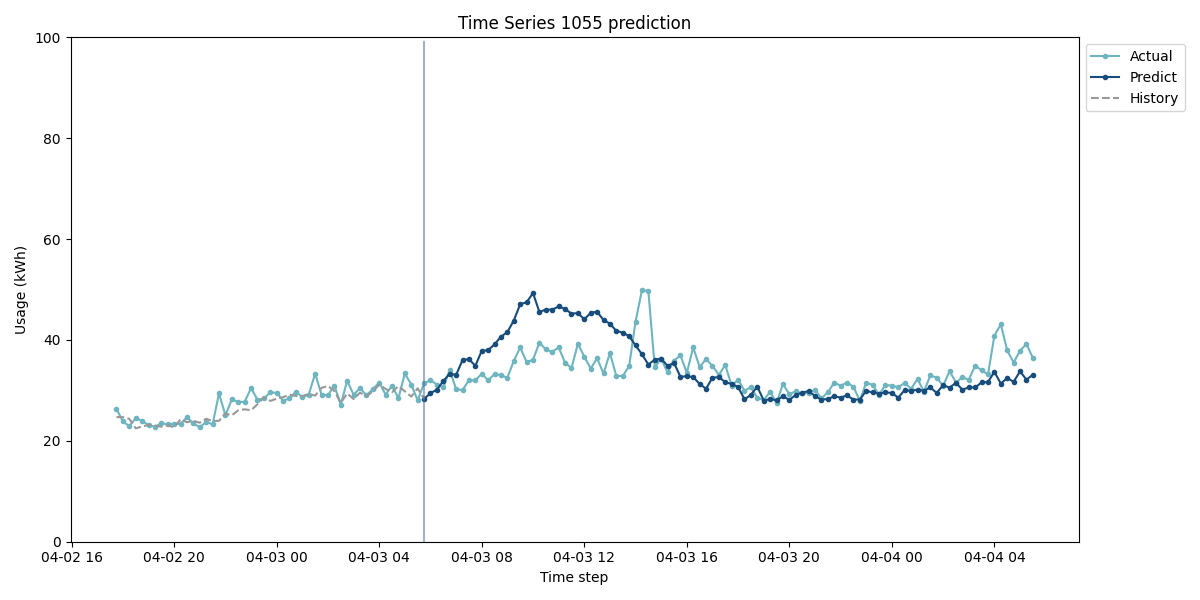 Time Series 1055 prediction
Usage (kWh)
100
80
60
40
20
0
04-02 16
04-02 20
04-03 00
04-03 04
04-03 08
04-03 12
04-03 16
04-03 20
04-04 00
04-04 04
Time step
Actual
Predict
History